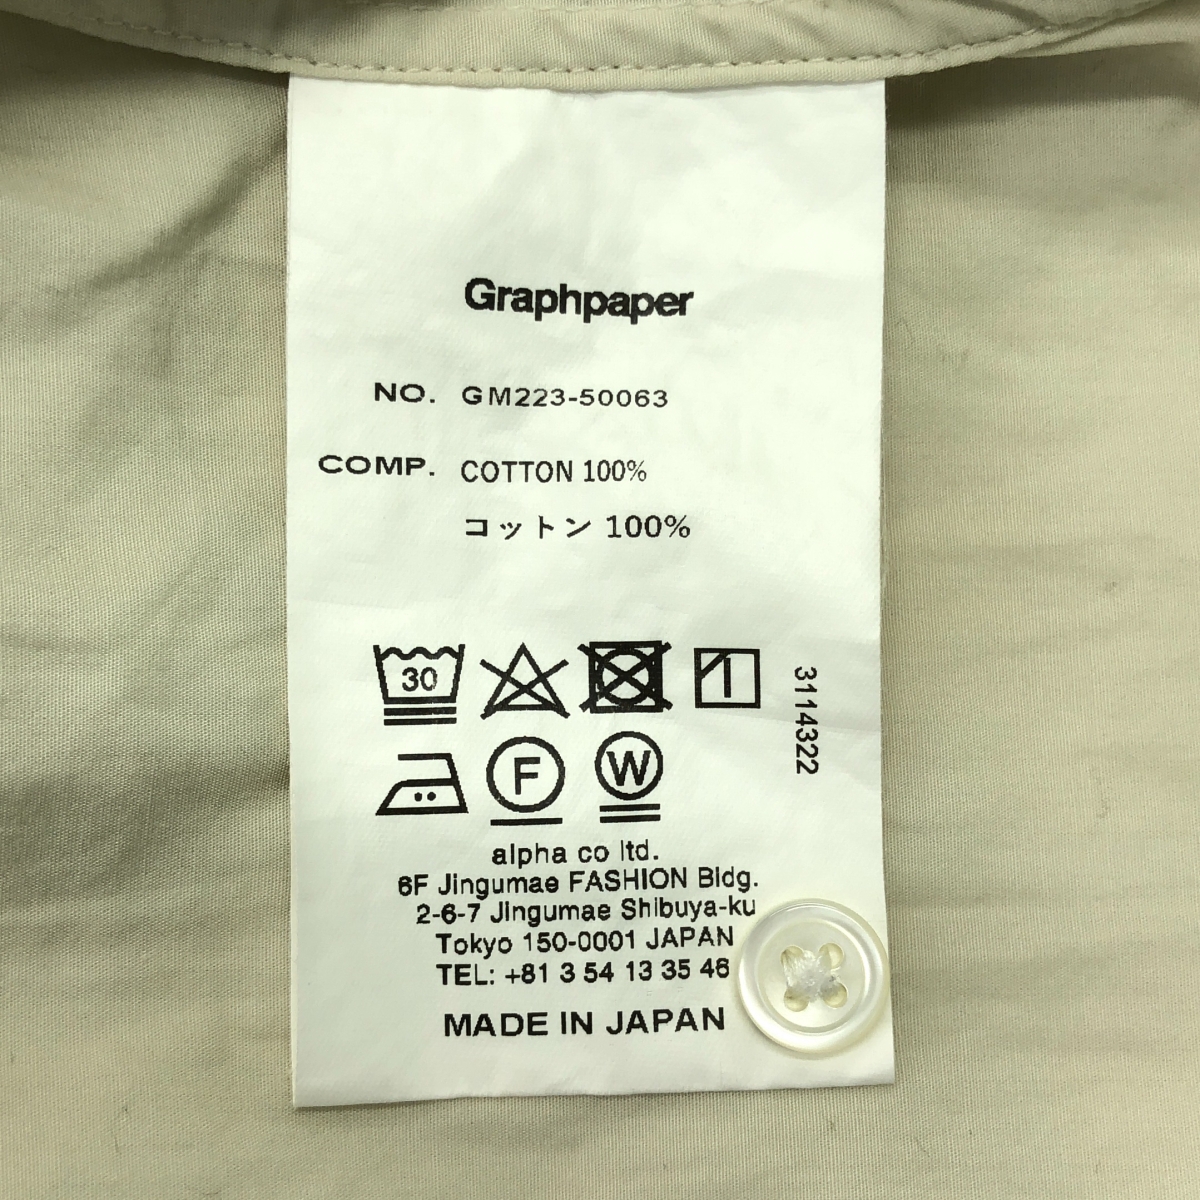 Graphpaper
NO. GM223-50063
COMP. COTTON 100%
コットン 100%
30
3114322
F
W
alpha co ltd.
6F Jingumae FASHION Bldg.
2-6-7 Jingumae Shibuya-ku
Tokyo 150-0001 JAPAN
TEL: +81 3 54 13 35 46
MADE IN JAPAN